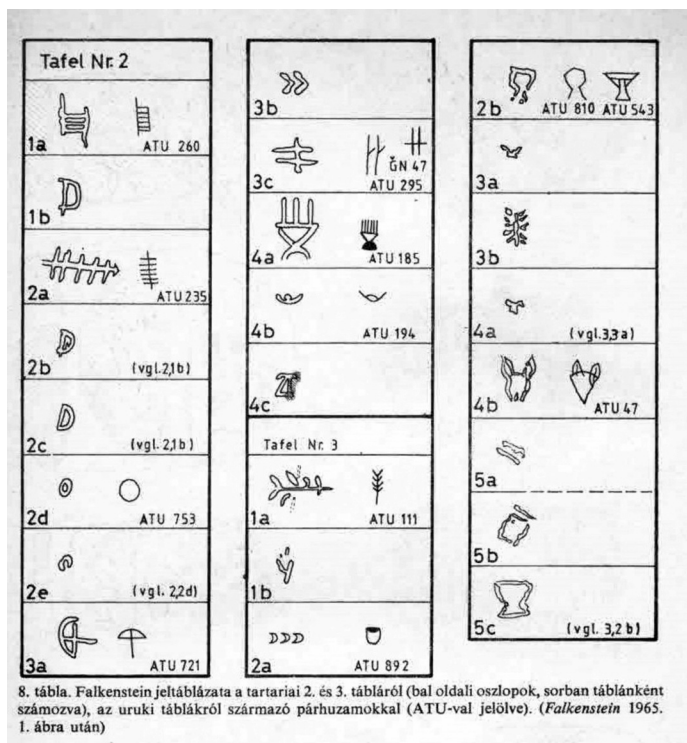 Tafel Nr. 2
1a ATU 260
1b
2a ATU 235
2b (vgl. 2,1b)
2c (vgl. 2,1b)
2d ATU 753
2e (vgl. 2,2d)
3a ATU 721
3b
3c ĞN 47
ATU 295
4a ATU 185
4b ATU 194
4c
Tafel Nr. 3
1a ATU 111
1b
2a ATU 892
2b ATU 810 ATU 543
3a
3b
4a (vgl. 3,3a)
4b ATU 47
5a
5b
5c (vgl. 3,2b)
8. tábla. Falkenstein jeltáblázata a tartariai 2. és 3. tábláról (bal oldali oszlopok, sorban táblánként
számozva), az uruki táblákról származó párhuzamokkal (ATU-val jelölve). (Falkenstein 1965.
1. ábra után)